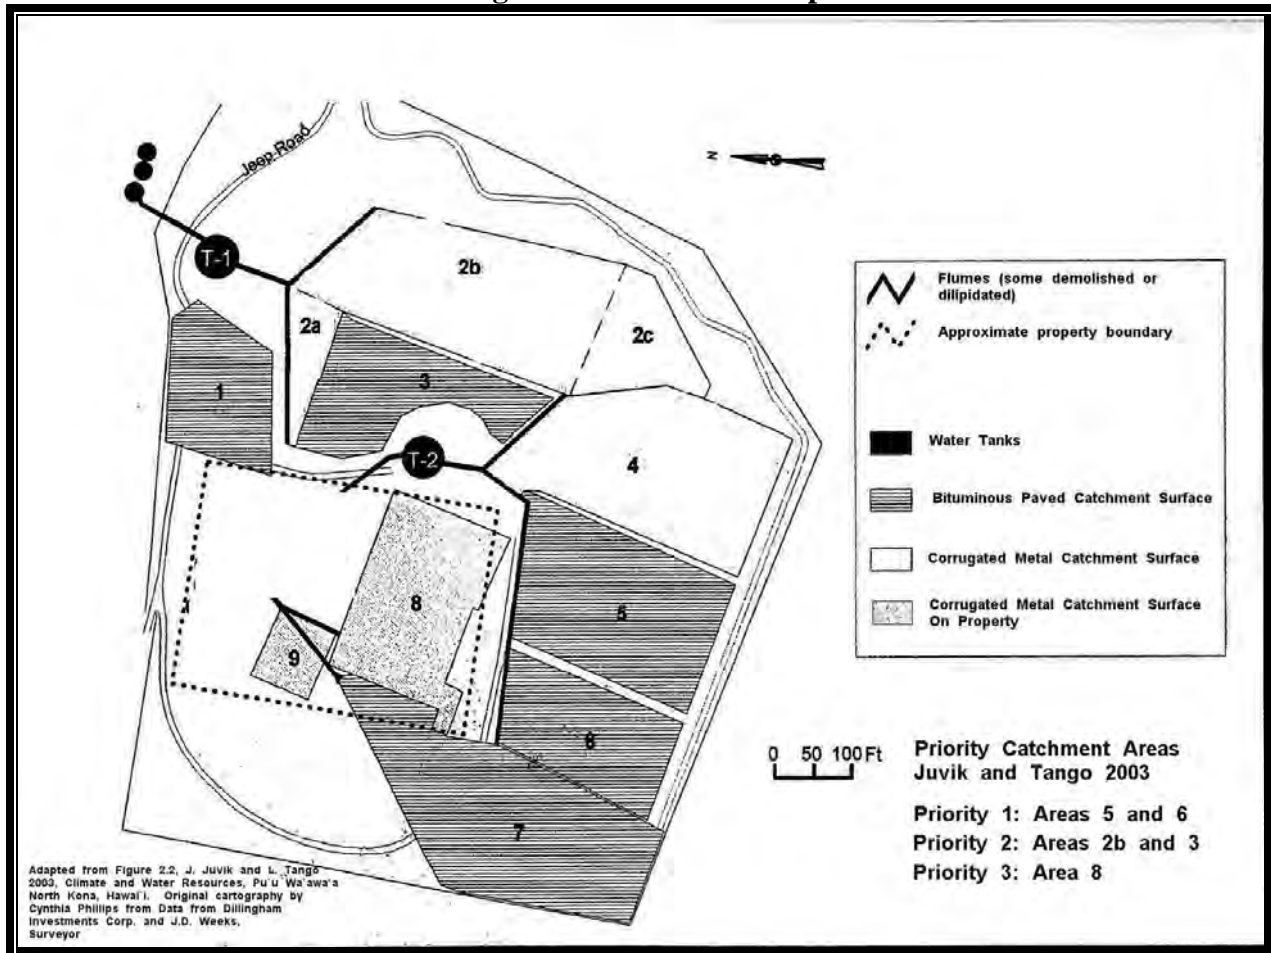 Jeep Road
N
T-1
2b
2a
2c
3
1
T-2
4
8
5
9
6
7
Flumes (some demolished or
dilipidated)
Approximate property boundary
Water Tanks
Bituminous Paved Catchment Surface
Corrugated Metal Catchment Surface
Corrugated Metal Catchment Surface
On Property
0 50 100 Ft
Priority Catchment Areas
Juvik and Tango 2003
Priority 1: Areas 5 and 6
Priority 2: Areas 2b and 3
Priority 3: Area 8
Adapted from Figure 2.2, J. Juvik and L. Tango
2003, Climate and Water Resources, Pu`u Wa`awa`a
North Kona, Hawai`i. Original cartography by
Cynthia Phillips from Data from Dillingham
Investments Corp. and J.D. Weeks,
Surveyor